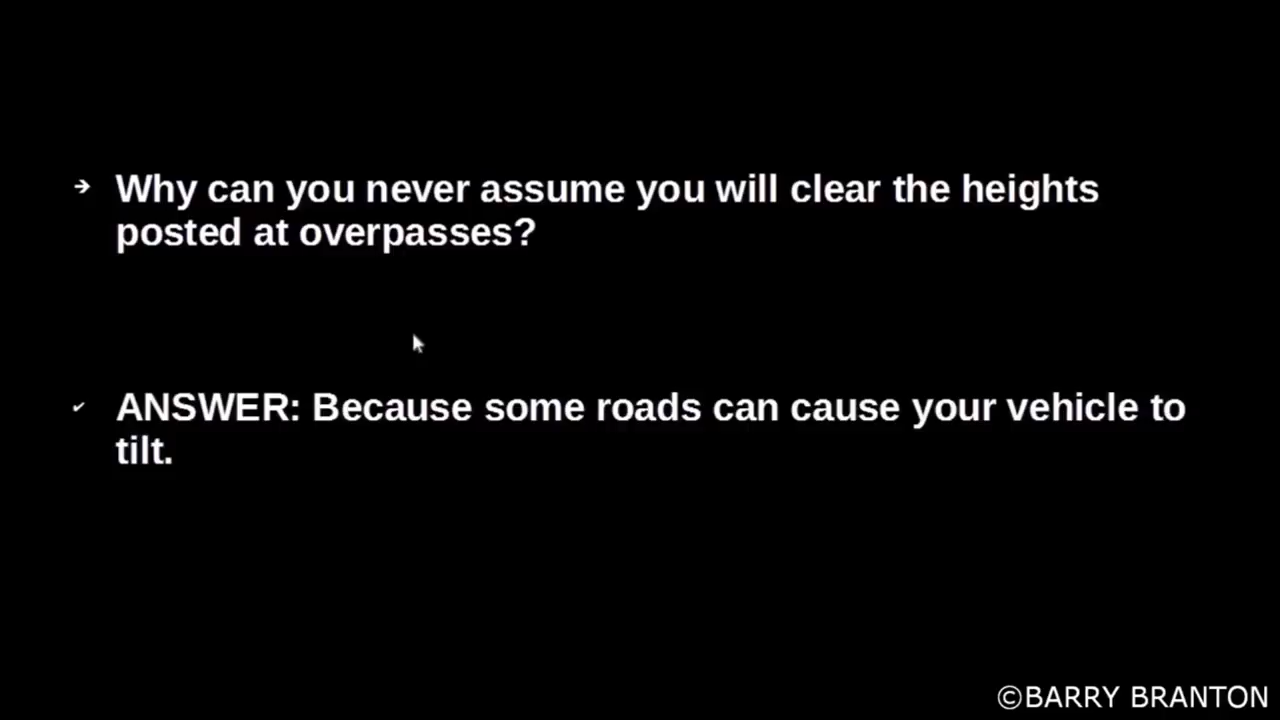 ➔ Why can you never assume you will clear the heights
posted at overpasses?
✔ ANSWER: Because some roads can cause your vehicle to
tilt.
©BARRY BRANTON